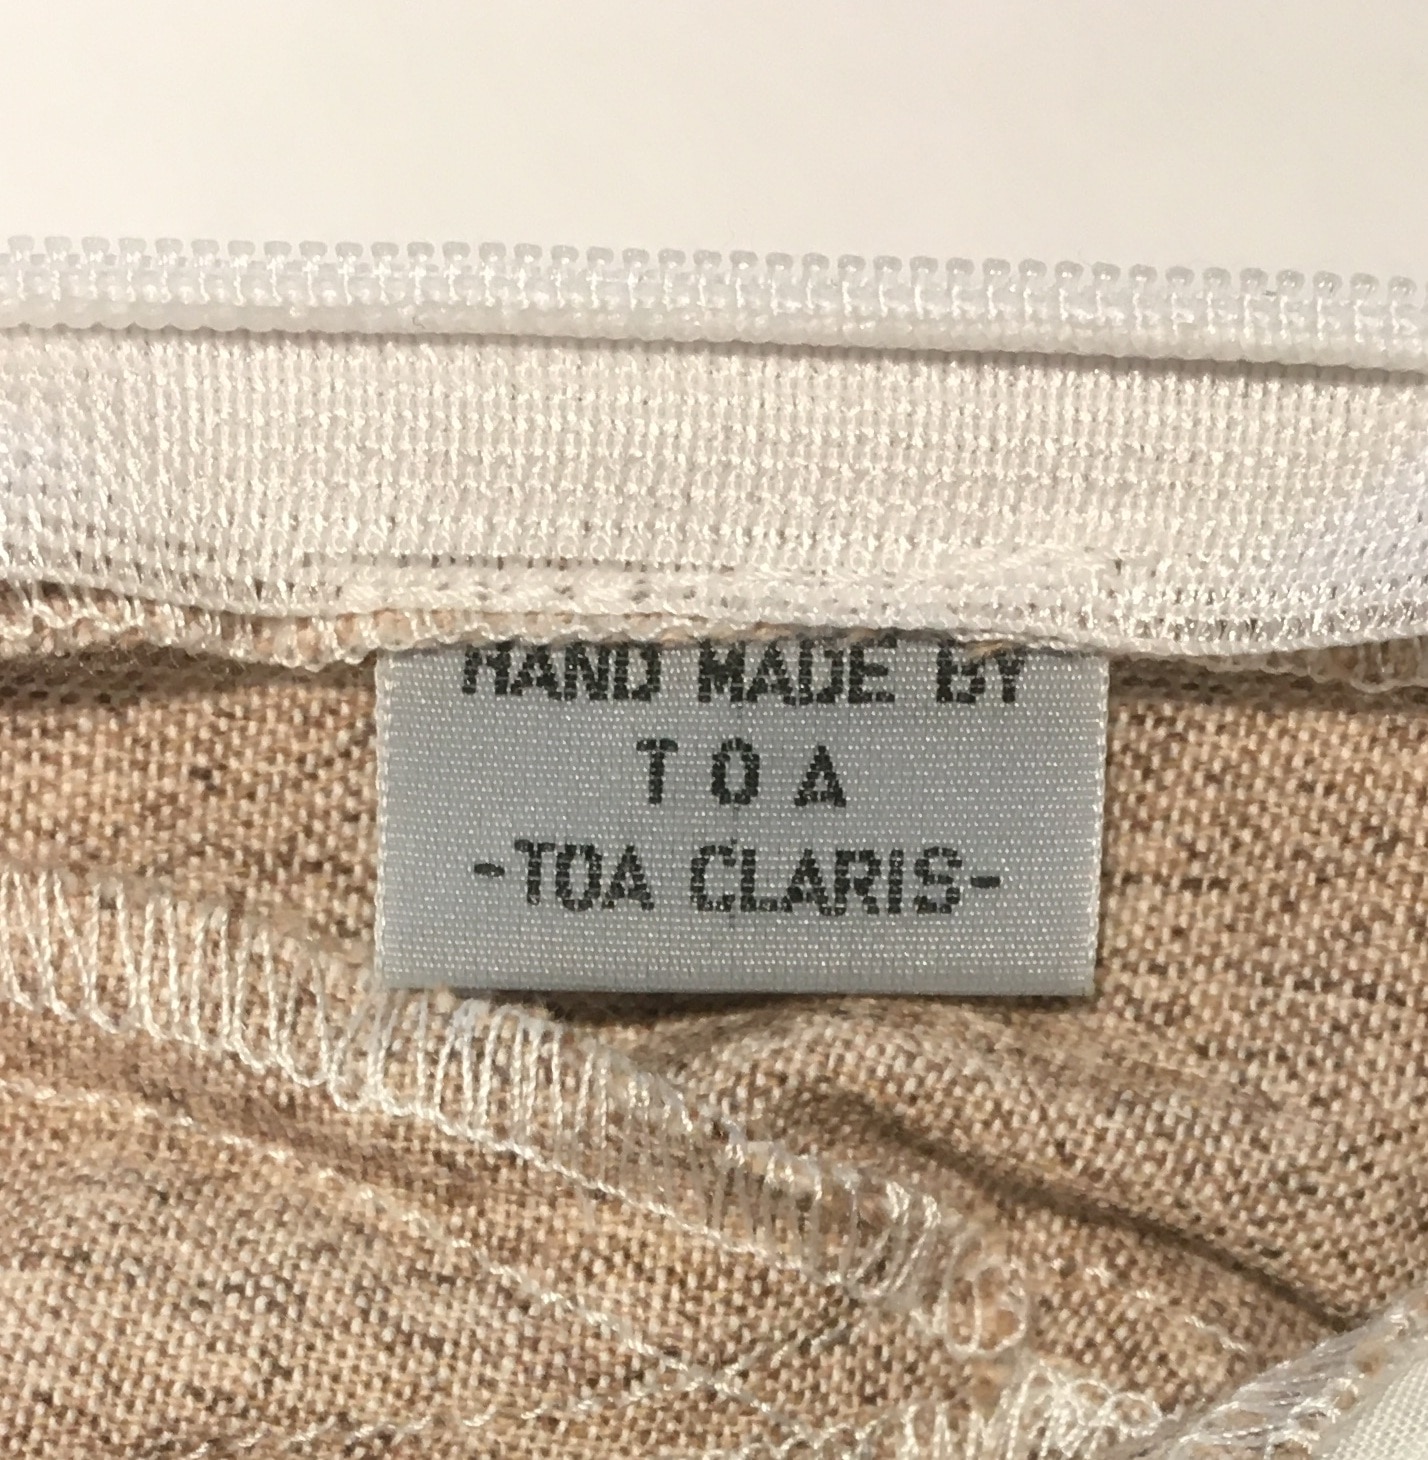 HAND MADE BY
T O A
-TOA CLARIS-